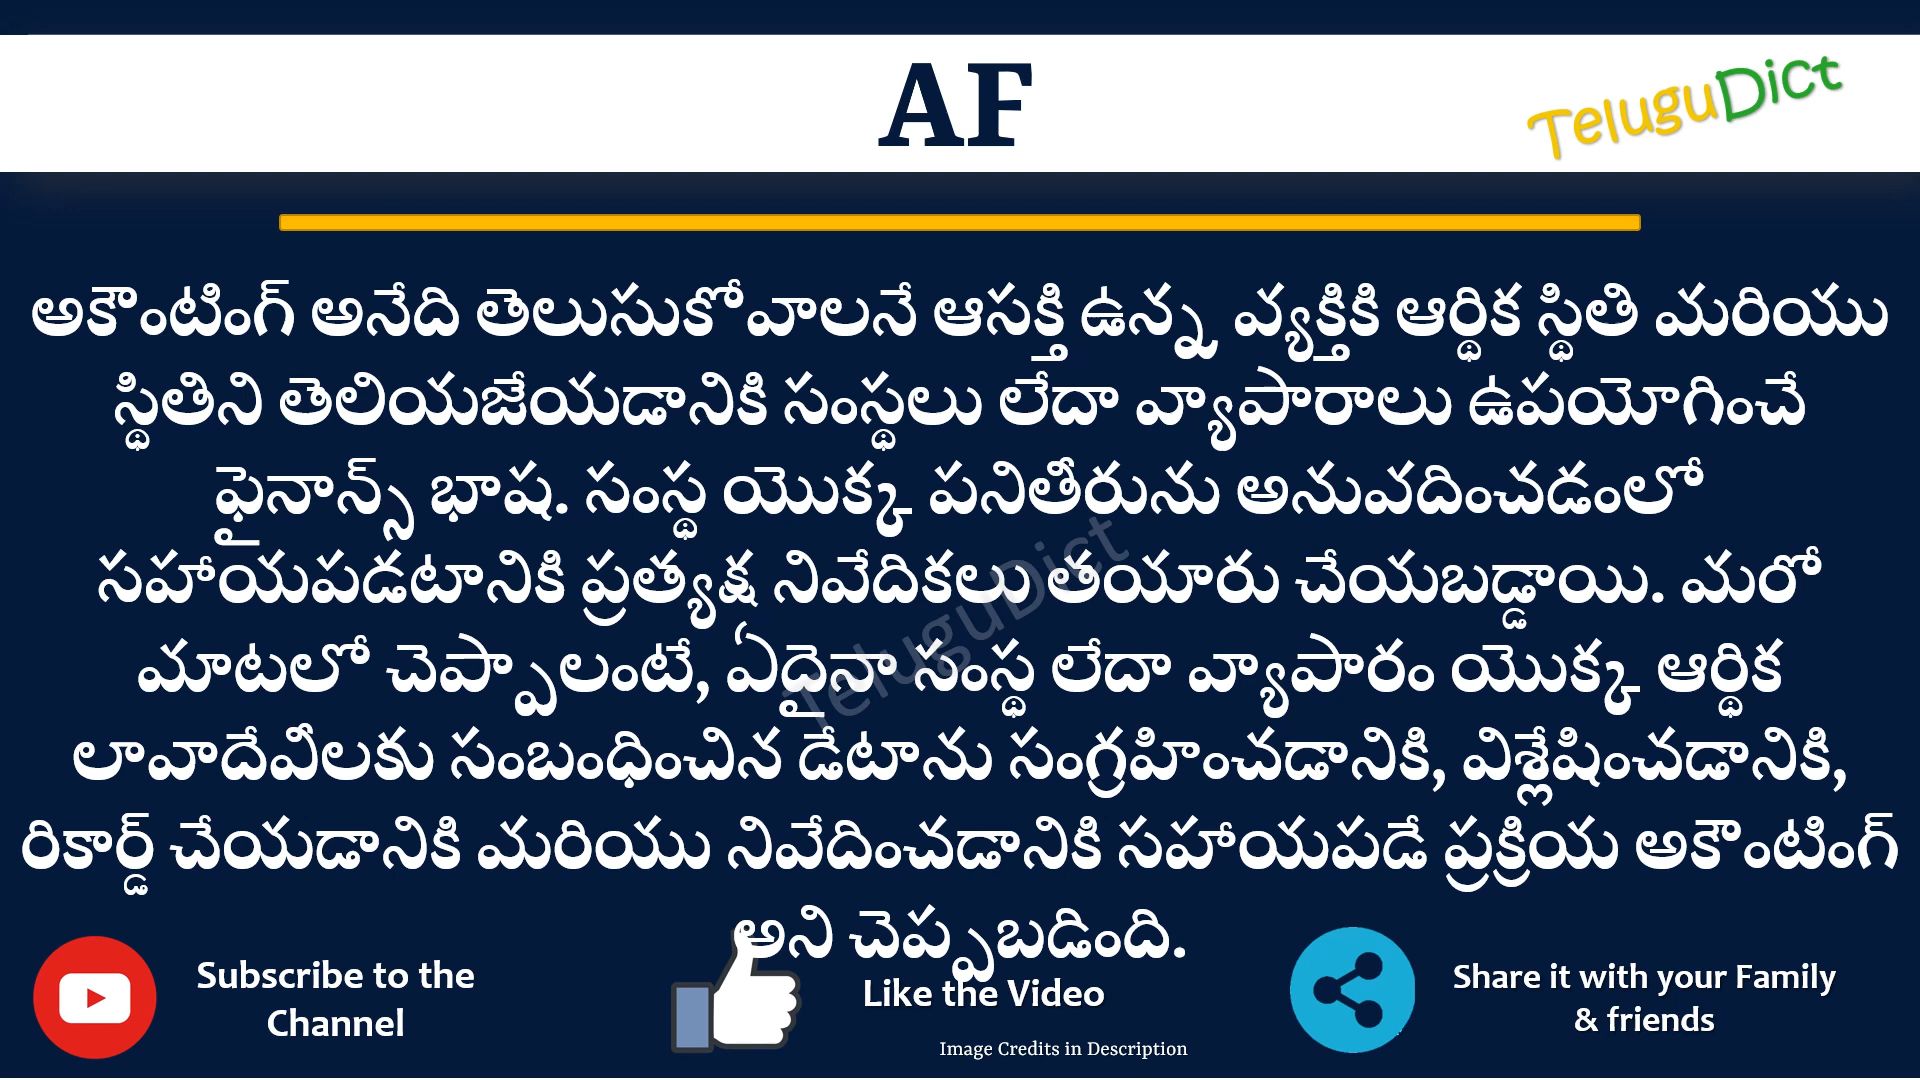 AF
TeluguDict
అకౌంటింగ్ అనేది తెలుసుకోవాలనే ఆసక్తి ఉన్న వ్యక్తికి ఆర్థిక స్థితి మరియు
స్థితిని తెలియజేయడానికి సంస్థలు లేదా వ్యాపారాలు ఉపయోగించే
ఫైనాన్స్ భాష. సంస్థ యొక్క పనితీరును అనువదించడంలో
సహాయపడటానికి ప్రత్యక్ష నివేదికలు తయారు చేయబడ్డాయి. మరో
మాటలో చెప్పాలంటే, ఏదైనా సంస్థ లేదా వ్యాపారం యొక్క ఆర్థిక
లావాదేవీలకు సంబంధించిన డేటాను సంగ్రహించడానికి, విశ్లేషించడానికి,
రికార్డ్ చేయడానికి మరియు నివేదించడానికి సహాయపడే ప్రక్రియ అకౌంటింగ్
అని చెప్పబడింది.
TeluguDict
Subscribe to the
Channel
Like the Video
Share it with your Family
& friends
Image Credits in Description